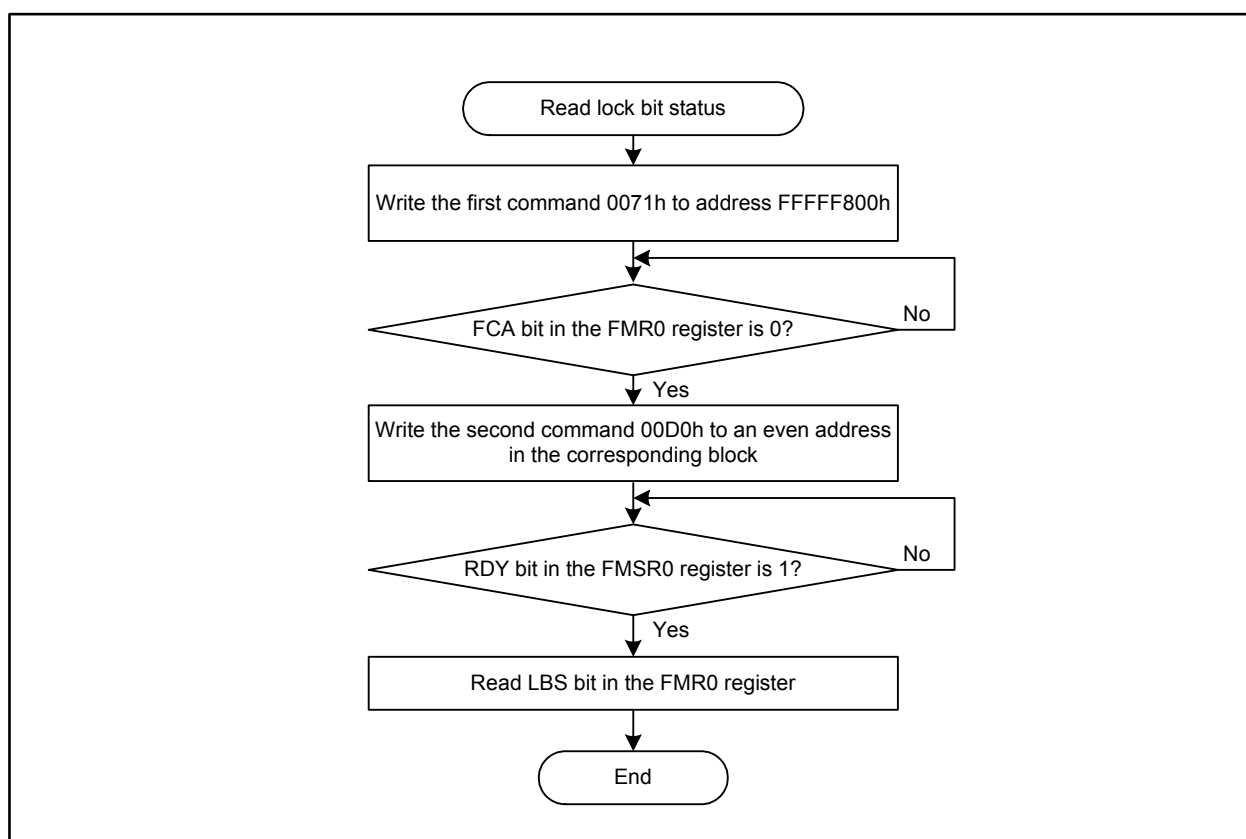 Read lock bit status
Write the first command 0071h to address FFFFF800h
No
FCA bit in the FMR0 register is 0?
Yes
Write the second command 00D0h to an even address
in the corresponding block
No
RDY bit in the FMSR0 register is 1?
Yes
Read LBS bit in the FMR0 register
End